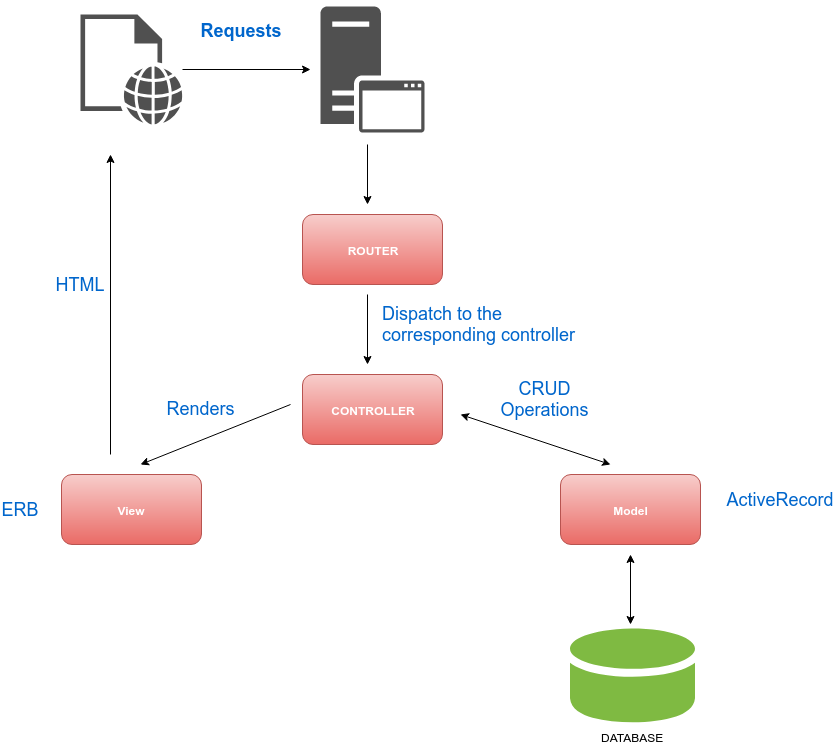 Requests
ROUTER
HTML
Dispatch to the
corresponding controller
CRUD
Operations
Renders
CONTROLLER
ERB
View
Model
ActiveRecord
DATABASE